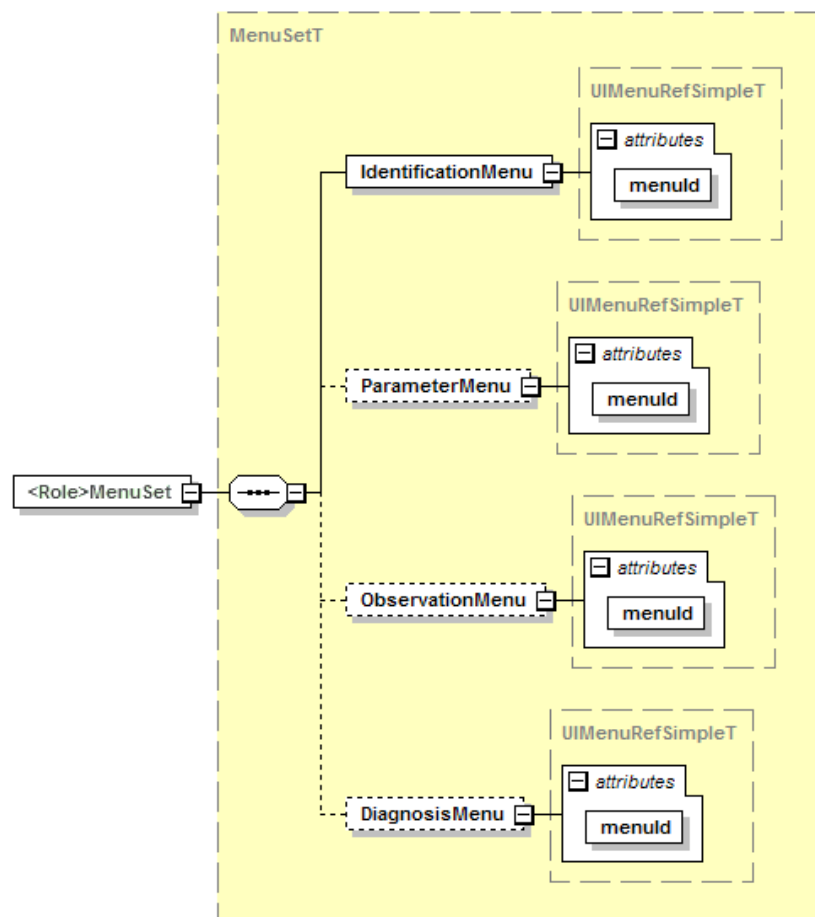 MenuSetT
UIMenuRefSimpleT
attributes
IdentificationMenu
menuId
UIMenuRefSimpleT
attributes
ParameterMenu
menuId
<Role>MenuSet
UIMenuRefSimpleT
attributes
ObservationMenu
menuId
UIMenuRefSimpleT
attributes
DiagnosisMenu
menuId